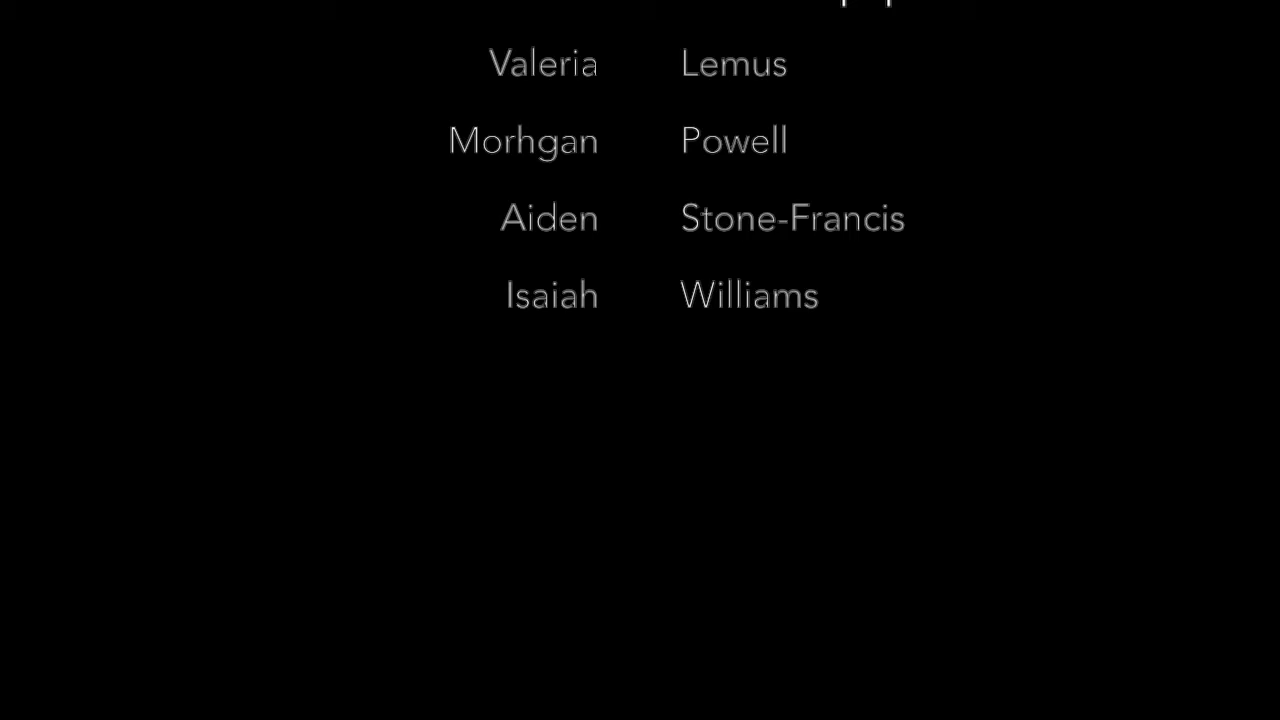 Valeria Lemus
Morhgan Powell
Aiden Stone-Francis
Isaiah Williams